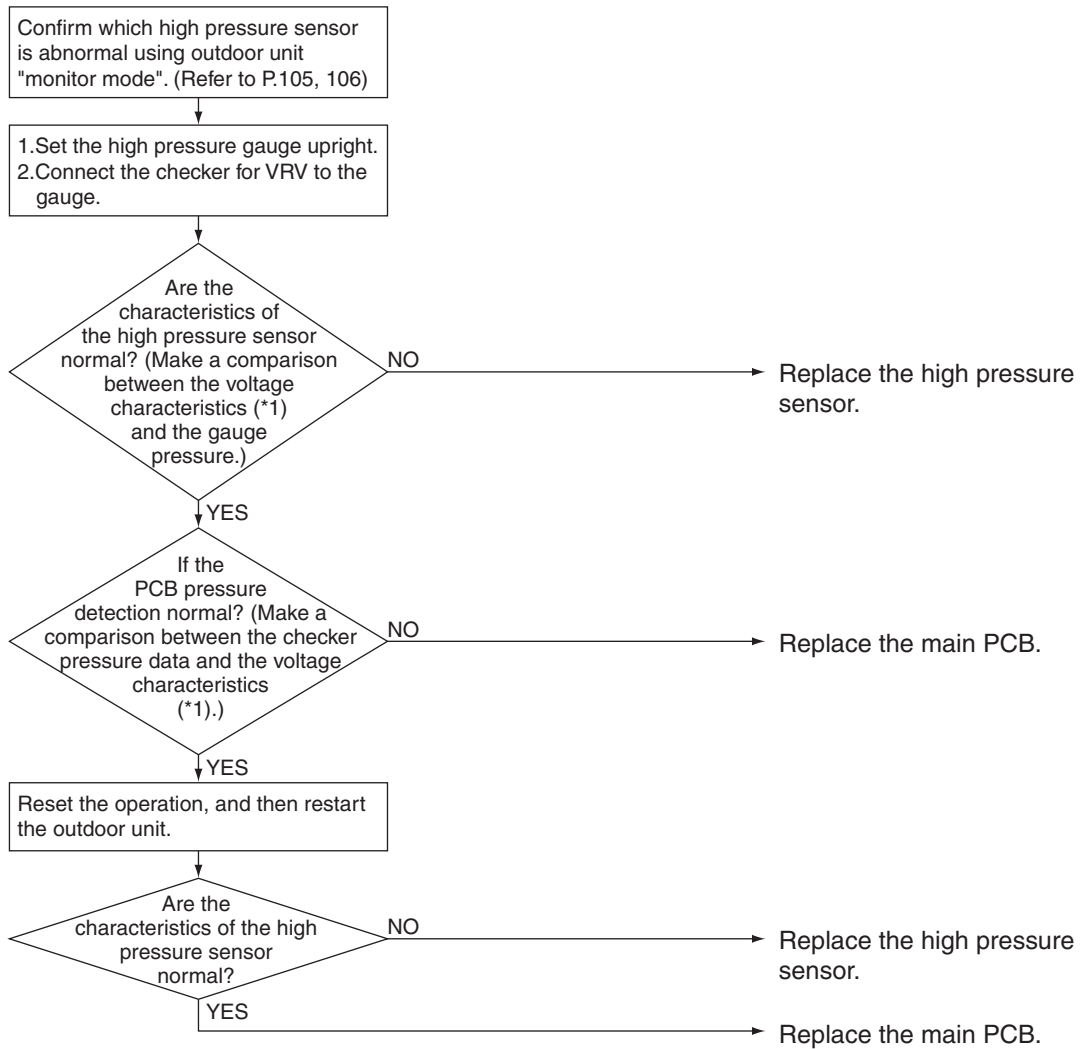 Confirm which high pressure sensor
is abnormal using outdoor unit
"monitor mode". (Refer to P.105, 106)
1.Set the high pressure gauge upright.
2.Connect the checker for VRV to the
gauge.
Are the
characteristics of
the high pressure sensor
normal? (Make a comparison
between the voltage
characteristics (*1)
and the gauge
pressure.)
NO
Replace the high pressure
sensor.
YES
If the
PCB pressure
detection normal? (Make a
comparison between the checker
pressure data and the voltage
characteristics
(*1).)
NO
Replace the main PCB.
YES
Reset the operation, and then restart
the outdoor unit.
Are the
characteristics of the high
pressure sensor
normal?
NO
Replace the high pressure
sensor.
YES
Replace the main PCB.